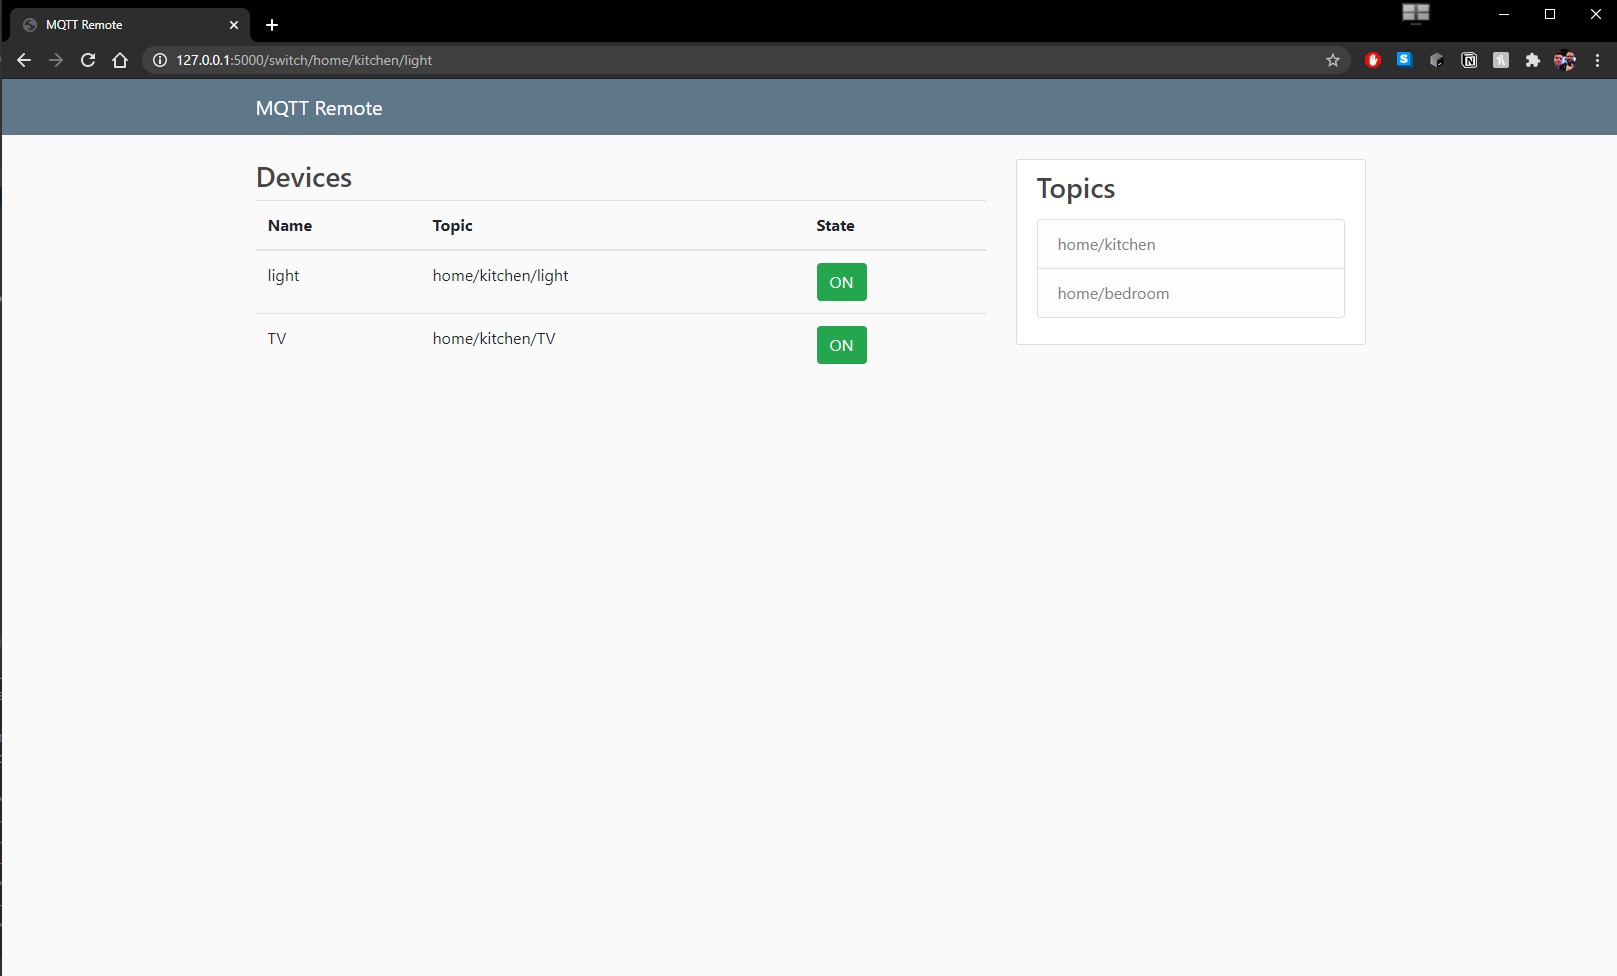 MQTT Remote
127.0.0.1:5000/switch/home/kitchen/light
MQTT Remote
Devices
Name Topic State
light home/kitchen/light ON
TV home/kitchen/TV ON
Topics
home/kitchen
home/bedroom